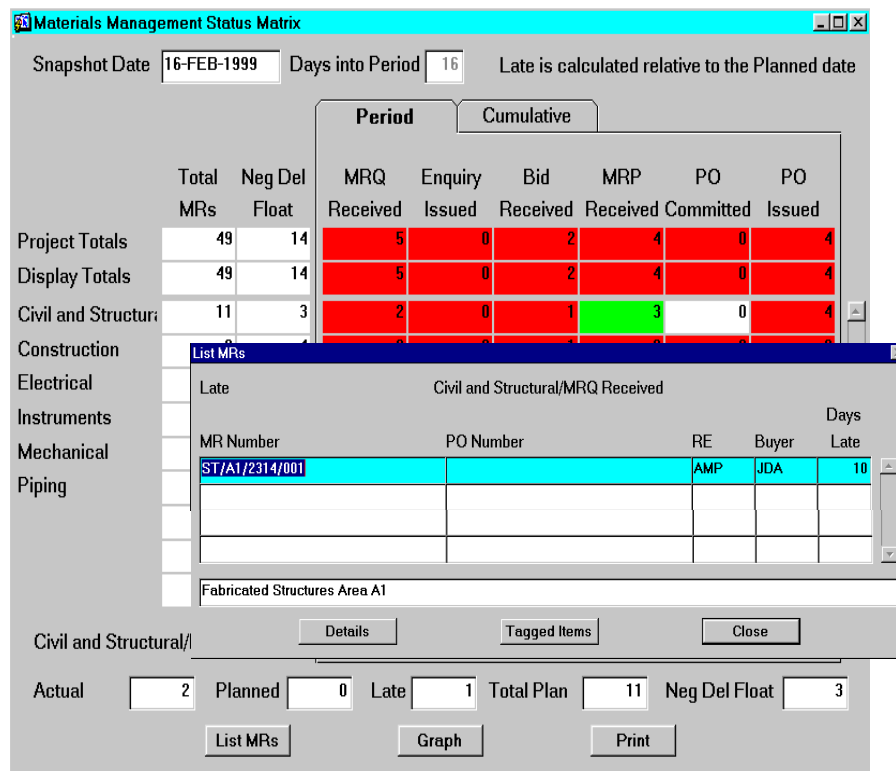 Materials Management Status Matrix
Snapshot Date 16-FEB-1999 Days into Period 16 Late is calculated relative to the Planned date
Period Cumulative
Total Neg Del MRQ Enquiry Bid MRP PO PO
MRs Float Received Issued Received Received Committed Issued
Project Totals 49 14 5 0 2 4 0 4
Display Totals 49 14 5 0 2 4 0 4
Civil and Structura 11 3 2 0 1 3 0 4
Construction
List MRs
Electrical
Late Civil and Structural/MRQ Received
Instruments
Days
Mechanical
MR Number PO Number RE Buyer Late
ST/A1/2314/001 AMP JDA 10
Piping
Fabricated Structures Area A1
Details Tagged Items Close
Civil and Structural/
Actual 2 Planned 0 Late 1 Total Plan 11 Neg Del Float 3
List MRs Graph Print